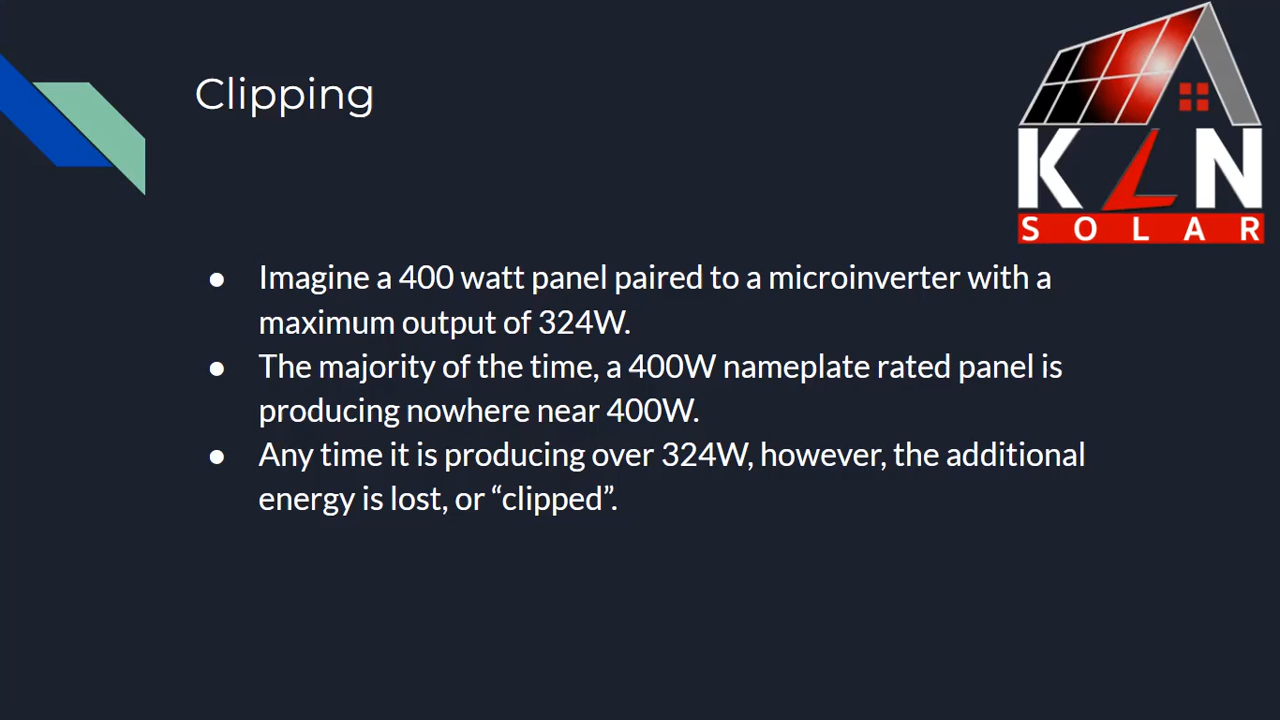 Clipping
KLN
SOLAR
● Imagine a 400 watt panel paired to a microinverter with a
maximum output of 324W.
● The majority of the time, a 400W nameplate rated panel is
producing nowhere near 400W.
● Any time it is producing over 324W, however, the additional
energy is lost, or “clipped”.